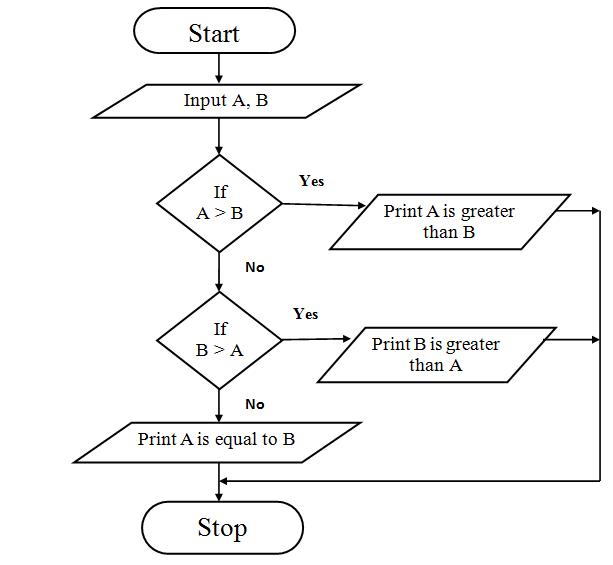 Start
Input A, B
If
A > B
Yes
Print A is greater
than B
No
If
B > A
Yes
Print B is greater
than A
No
Print A is equal to B
Stop